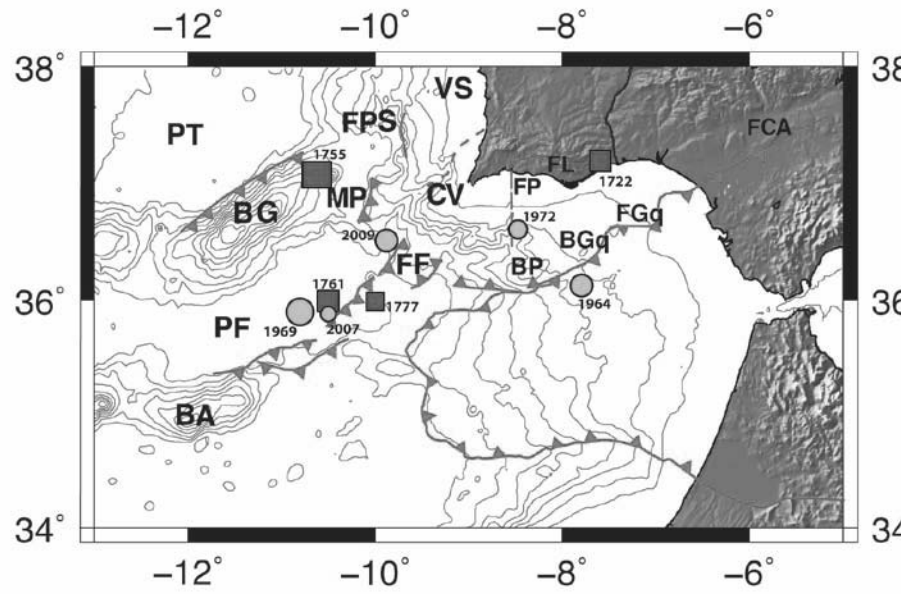 −12° −10° −8° −6°
38° 38
VS
FPS
PT FCA
1755 FL
MP CV FP 1722
BG 1972 FGq
2009 BGq
FF BP
36° 1761 36
1777 1964
PF 1969 2007
BA
34° 34
−12° −10° −8° −6°